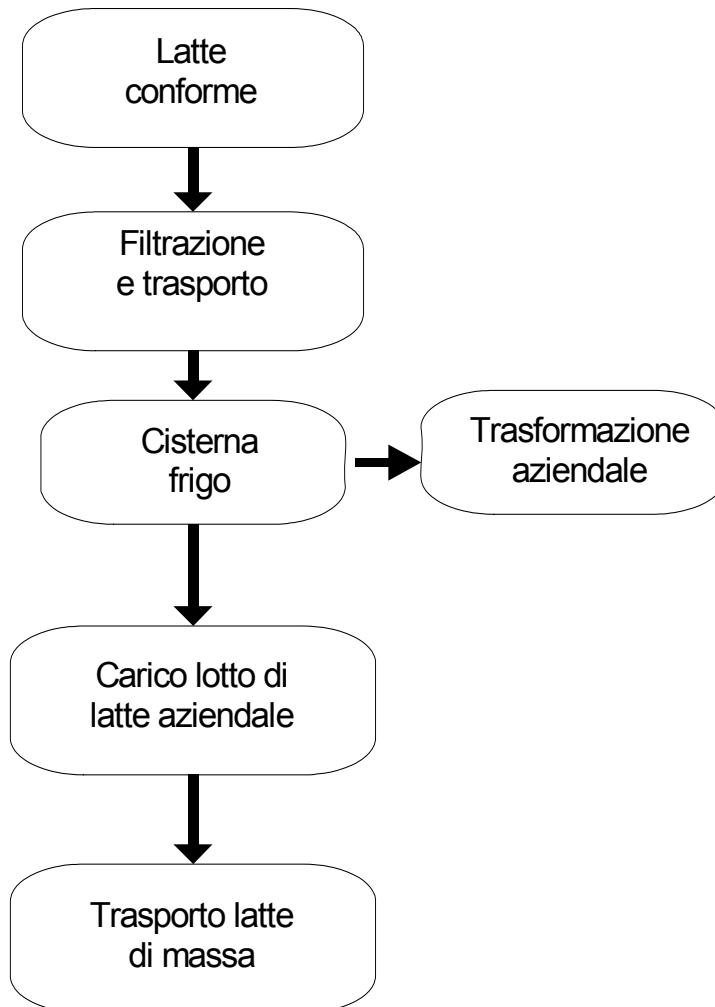 Latte
conforme
Filtrazione
e trasporto
Cisterna
frigo
Trasformazione
aziendale
Carico lotto di
latte aziendale
Trasporto latte
di massa